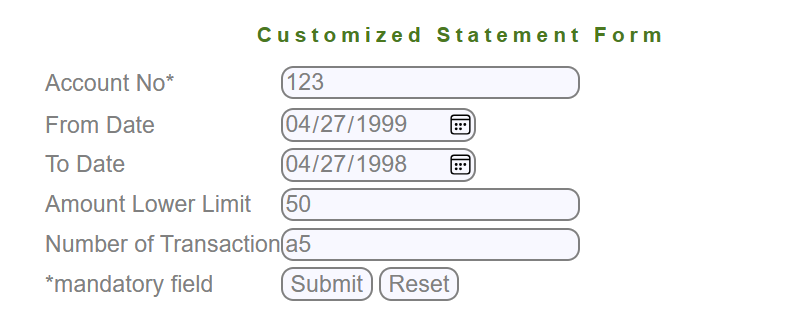 Customized Statement Form
Account No* 123
From Date 04/27/1999
To Date 04/27/1998
Amount Lower Limit 50
Number of Transaction a5
*mandatory field Submit Reset